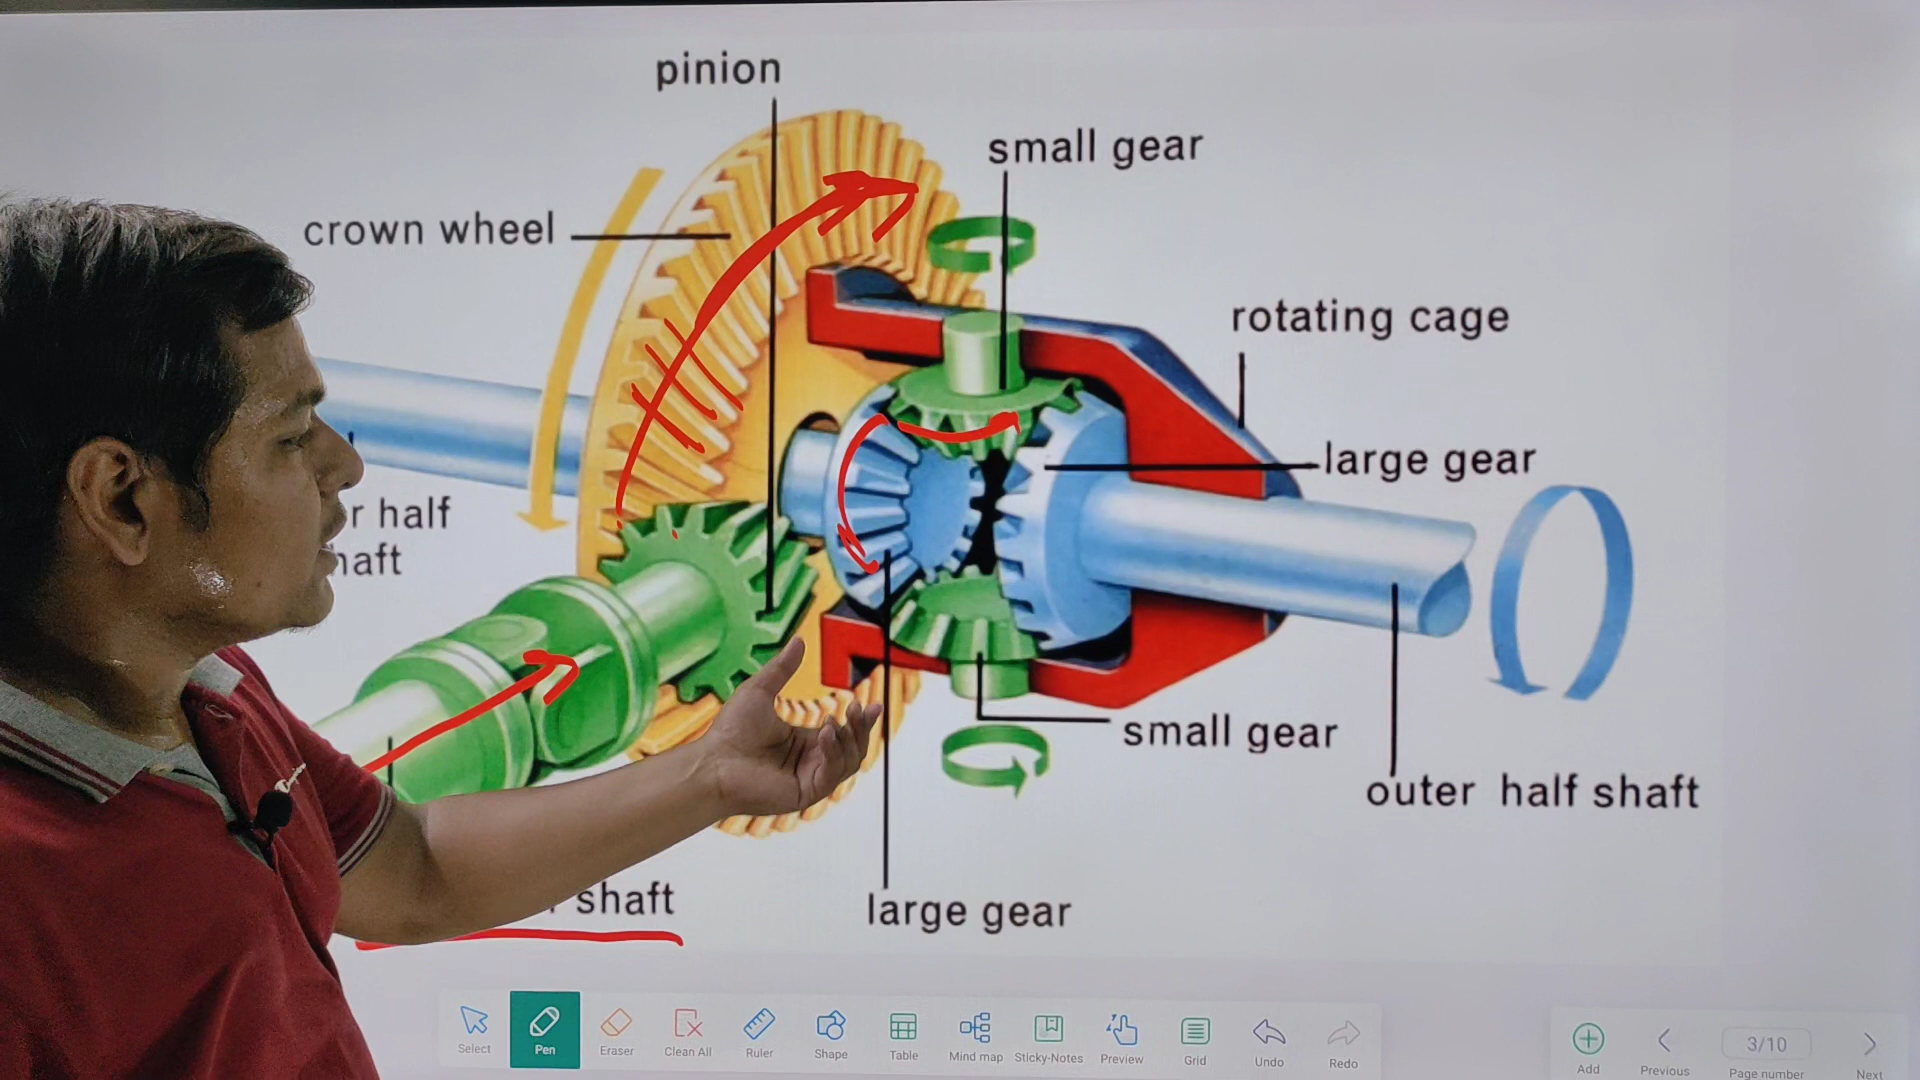 pinion
small gear
crown wheel
rotating cage
large gear
r half
haft
small gear
outer half shaft
shaft
large gear
Select
Pen
Eraser
Clean All
Ruler
Shape
Table
Mind map
Sticky-Notes
Preview
Grid
Undo
Redo
Add
Previous
3/10
Page number
Next